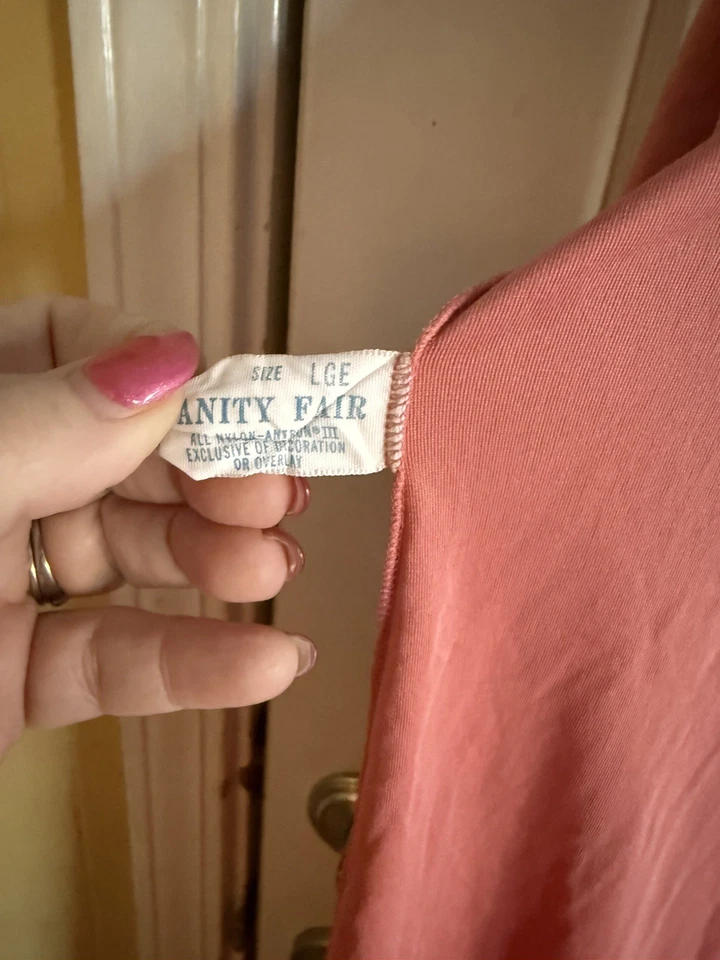 SIZE LGE
ANITY FAIR
ALL NYLON-ANTRON® III
EXCLUSIVE OF DECORATION
OR OVERLAY